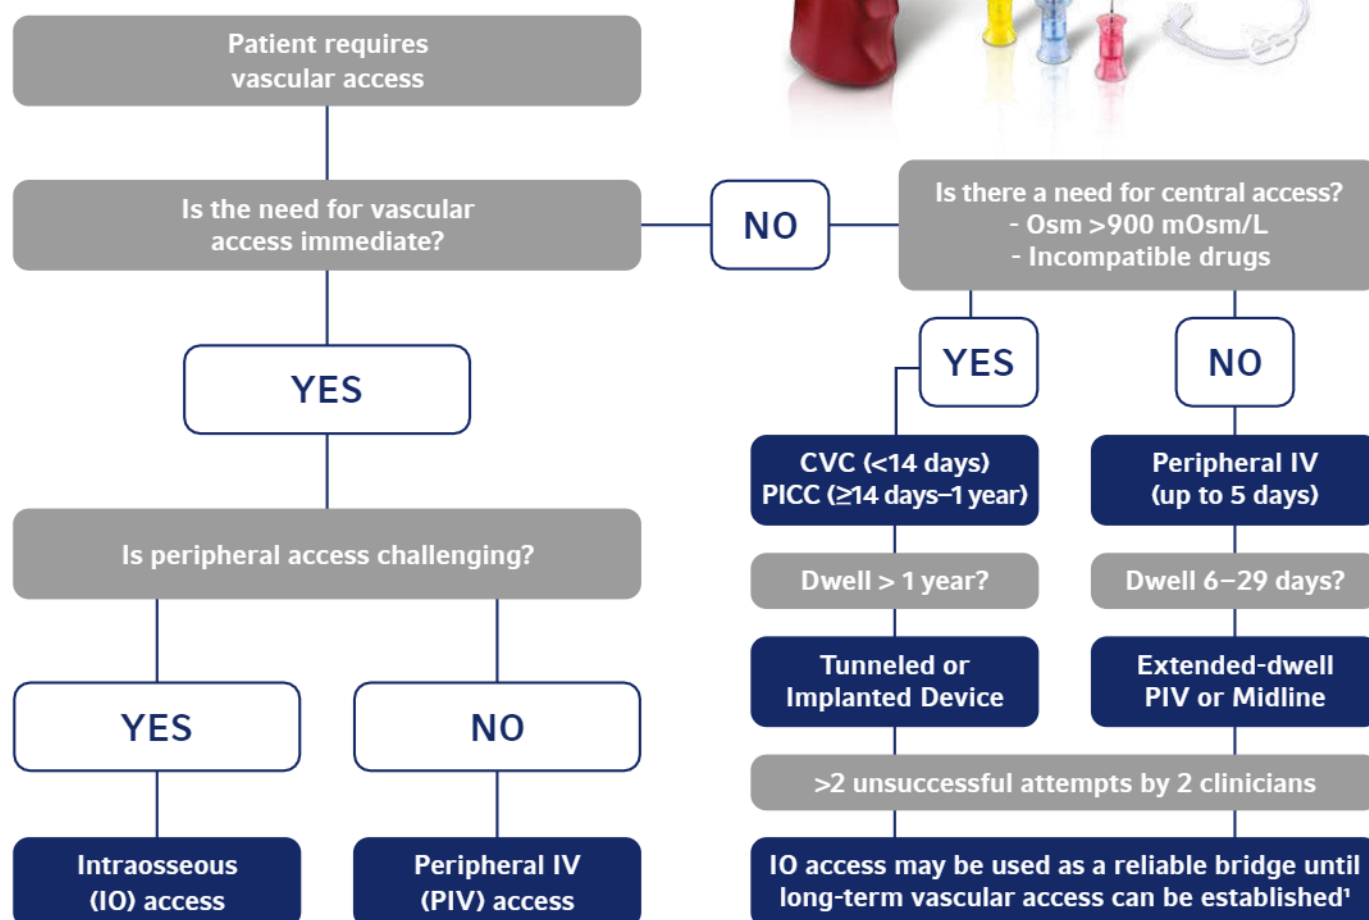 Patient requires
vascular access
Is the need for vascular
access immediate?
NO
Is there a need for central access?
- Osm >900 mOsm/L
- Incompatible drugs
YES
YES
NO
CVC (<14 days)
PICC (≥14 days–1 year)
Peripheral IV
(up to 5 days)
Is peripheral access challenging?
Dwell > 1 year?
Dwell 6–29 days?
Tunneled or
Implanted Device
Extended-dwell
PIV or Midline
YES
NO
>2 unsuccessful attempts by 2 clinicians
Intraosseous
(IO) access
Peripheral IV
(PIV) access
IO access may be used as a reliable bridge until
long-term vascular access can be established¹